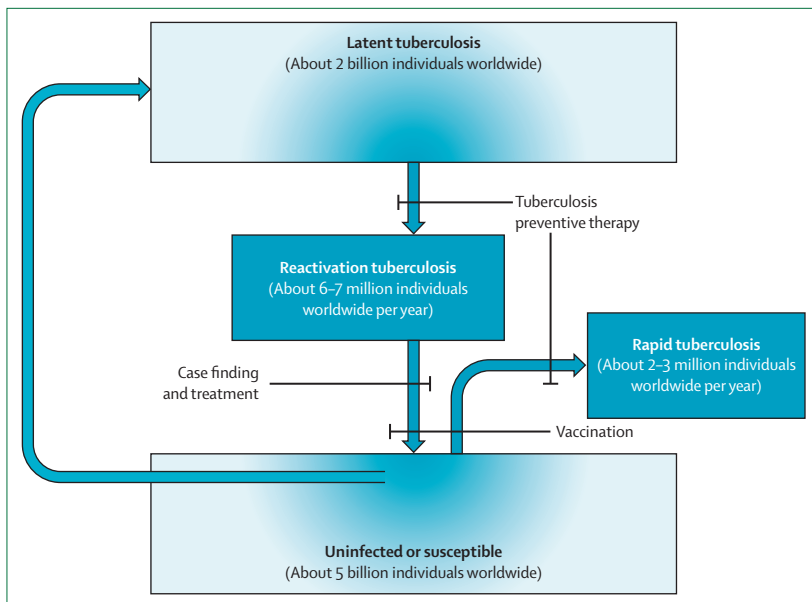 Latent tuberculosis
(About 2 billion individuals worldwide)
Tuberculosis
preventive therapy
Reactivation tuberculosis
(About 6–7 million individuals
worldwide per year)
Rapid tuberculosis
(About 2–3 million individuals
worldwide per year)
Case finding
and treatment
Vaccination
Uninfected or susceptible
(About 5 billion individuals worldwide)